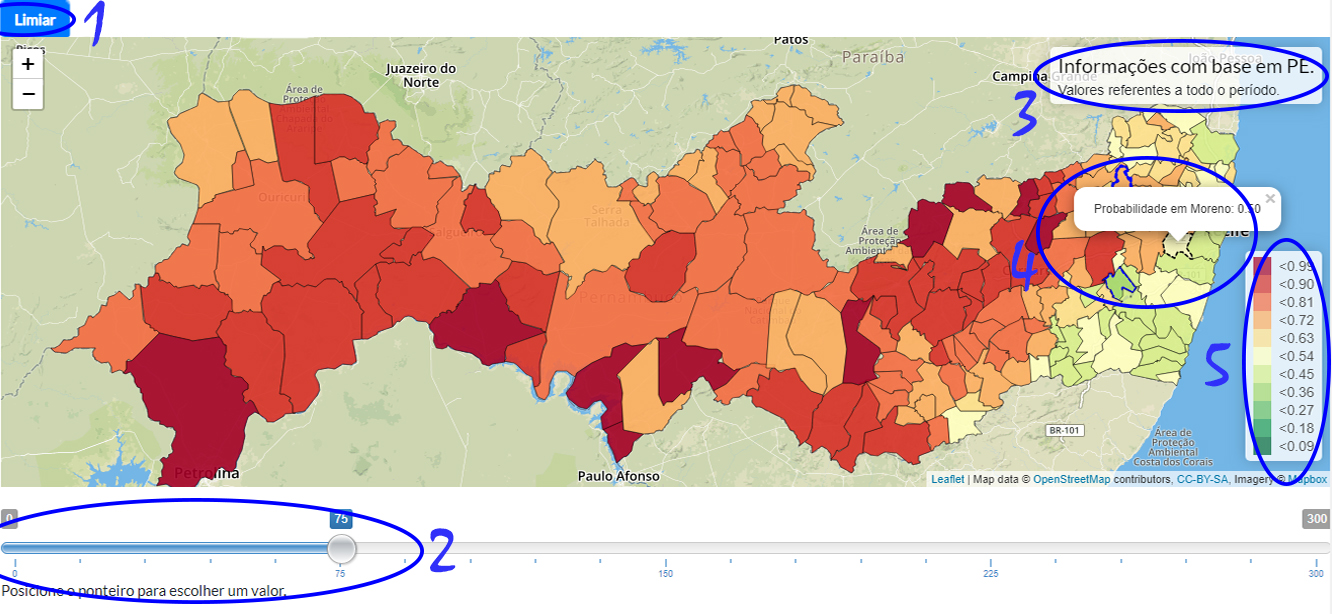 Limiar
1
Picos
Patos
Paraíba
João Pessoa
Juazeiro do
Norte
Campina Grande
Informações com base em PE.
Valores referentes a todo o período.
3
+
−
Área de
Proteção
Ambiental
Chapada do
Araripe
Ouricuri
Serra
Talhada
Salgueiro
Pernambuco
Área de
Proteção
Ambiental
Probabilidade em Moreno: 0.50
×
4
<0.99
<0.90
<0.81
<0.72
<0.63
<0.54
<0.45
<0.36
<0.27
<0.18
<0.09
5
BR-101
Área de
Proteção
Ambiental
Costa dos Corais
Petrolina
Paulo Afonso
Leaflet | Map data © OpenStreetMap contributors, CC-BY-SA, Imagery © Mapbox
0
75
300
2
0
75
150
225
300
Posicione o ponteiro para escolher um valor.